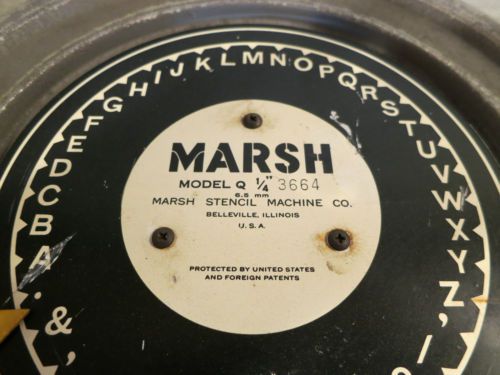 & . A B C D E F G H I J K L M N O P Q R S T U V W X Y Z
MARSH
MODEL Q 1/4" 3664
6.5 mm
MARSH STENCIL MACHINE CO.
BELLEVILLE, ILLINOIS
U.S.A.
PROTECTED BY UNITED STATES
AND FOREIGN PATENTS